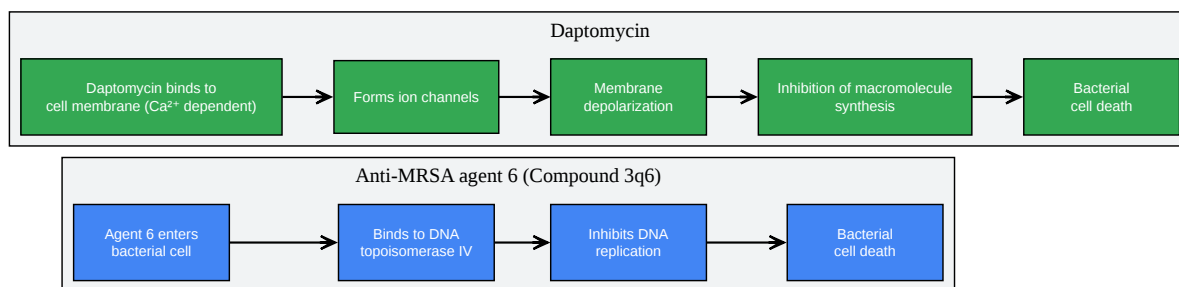 Daptomycin
Daptomycin binds to
cell membrane (Ca²⁺ dependent)
Forms ion channels
Membrane
depolarization
Inhibition of macromolecule
synthesis
Bacterial
cell death
Anti-MRSA agent 6 (Compound 3q6)
Agent 6 enters
bacterial cell
Binds to DNA
topoisomerase IV
Inhibits DNA
replication
Bacterial
cell death